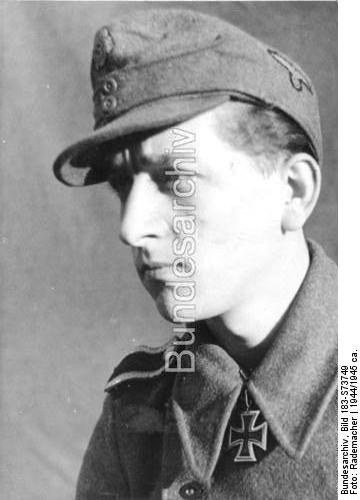 Bundesarchiv
Bundesarchiv, Bild 183-S73749
Foto: Rademacher | 1944/1945 ca.